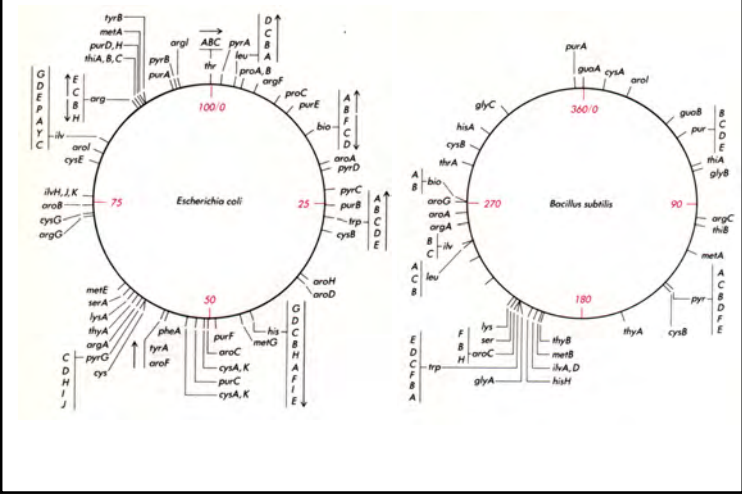 tyrB
metA
purD, H
thiA, B, C
argI
pyrB
purA
ABC
thr
pyrA
leu
D
C
B
A
proA, B
argF
proC
purE
bio
A
B
F
C
D
aroA
pyrD
pyrC
purB
trp
A
B
C
D
E
cysB
aroH
aroD
his
G
D
C
B
H
A
F
I
E
metG
purF
aroC
cysA, K
purC
cysA, K
pheA
tyrA
aroF
metE
serA
lysA
thyA
argA
pyrG
cys
C
D
H
I
J
argG
cysG
aroB
ilvH, J, K
cysE
aroI
ilv
G
D
E
P
A
Y
C
arg
E
C
B
H
100/0
25
50
75
Escherichia coli
purA
guaA
cysA
aroI
guaB
pur
B
C
D
E
thiA
glyB
argC
thiB
metA
pyr
A
C
B
D
F
E
cysB
thyA
thyB
metB
ilvA, D
hisH
lys
ser
aroC
F
B
H
trp
E
D
C
F
B
A
glyA
leu
A
C
B
ilv
B
C
argA
aroA
aroG
bio
A
B
thrA
cysB
hisA
glyC
360/0
90
180
270
Bacillus subtilis